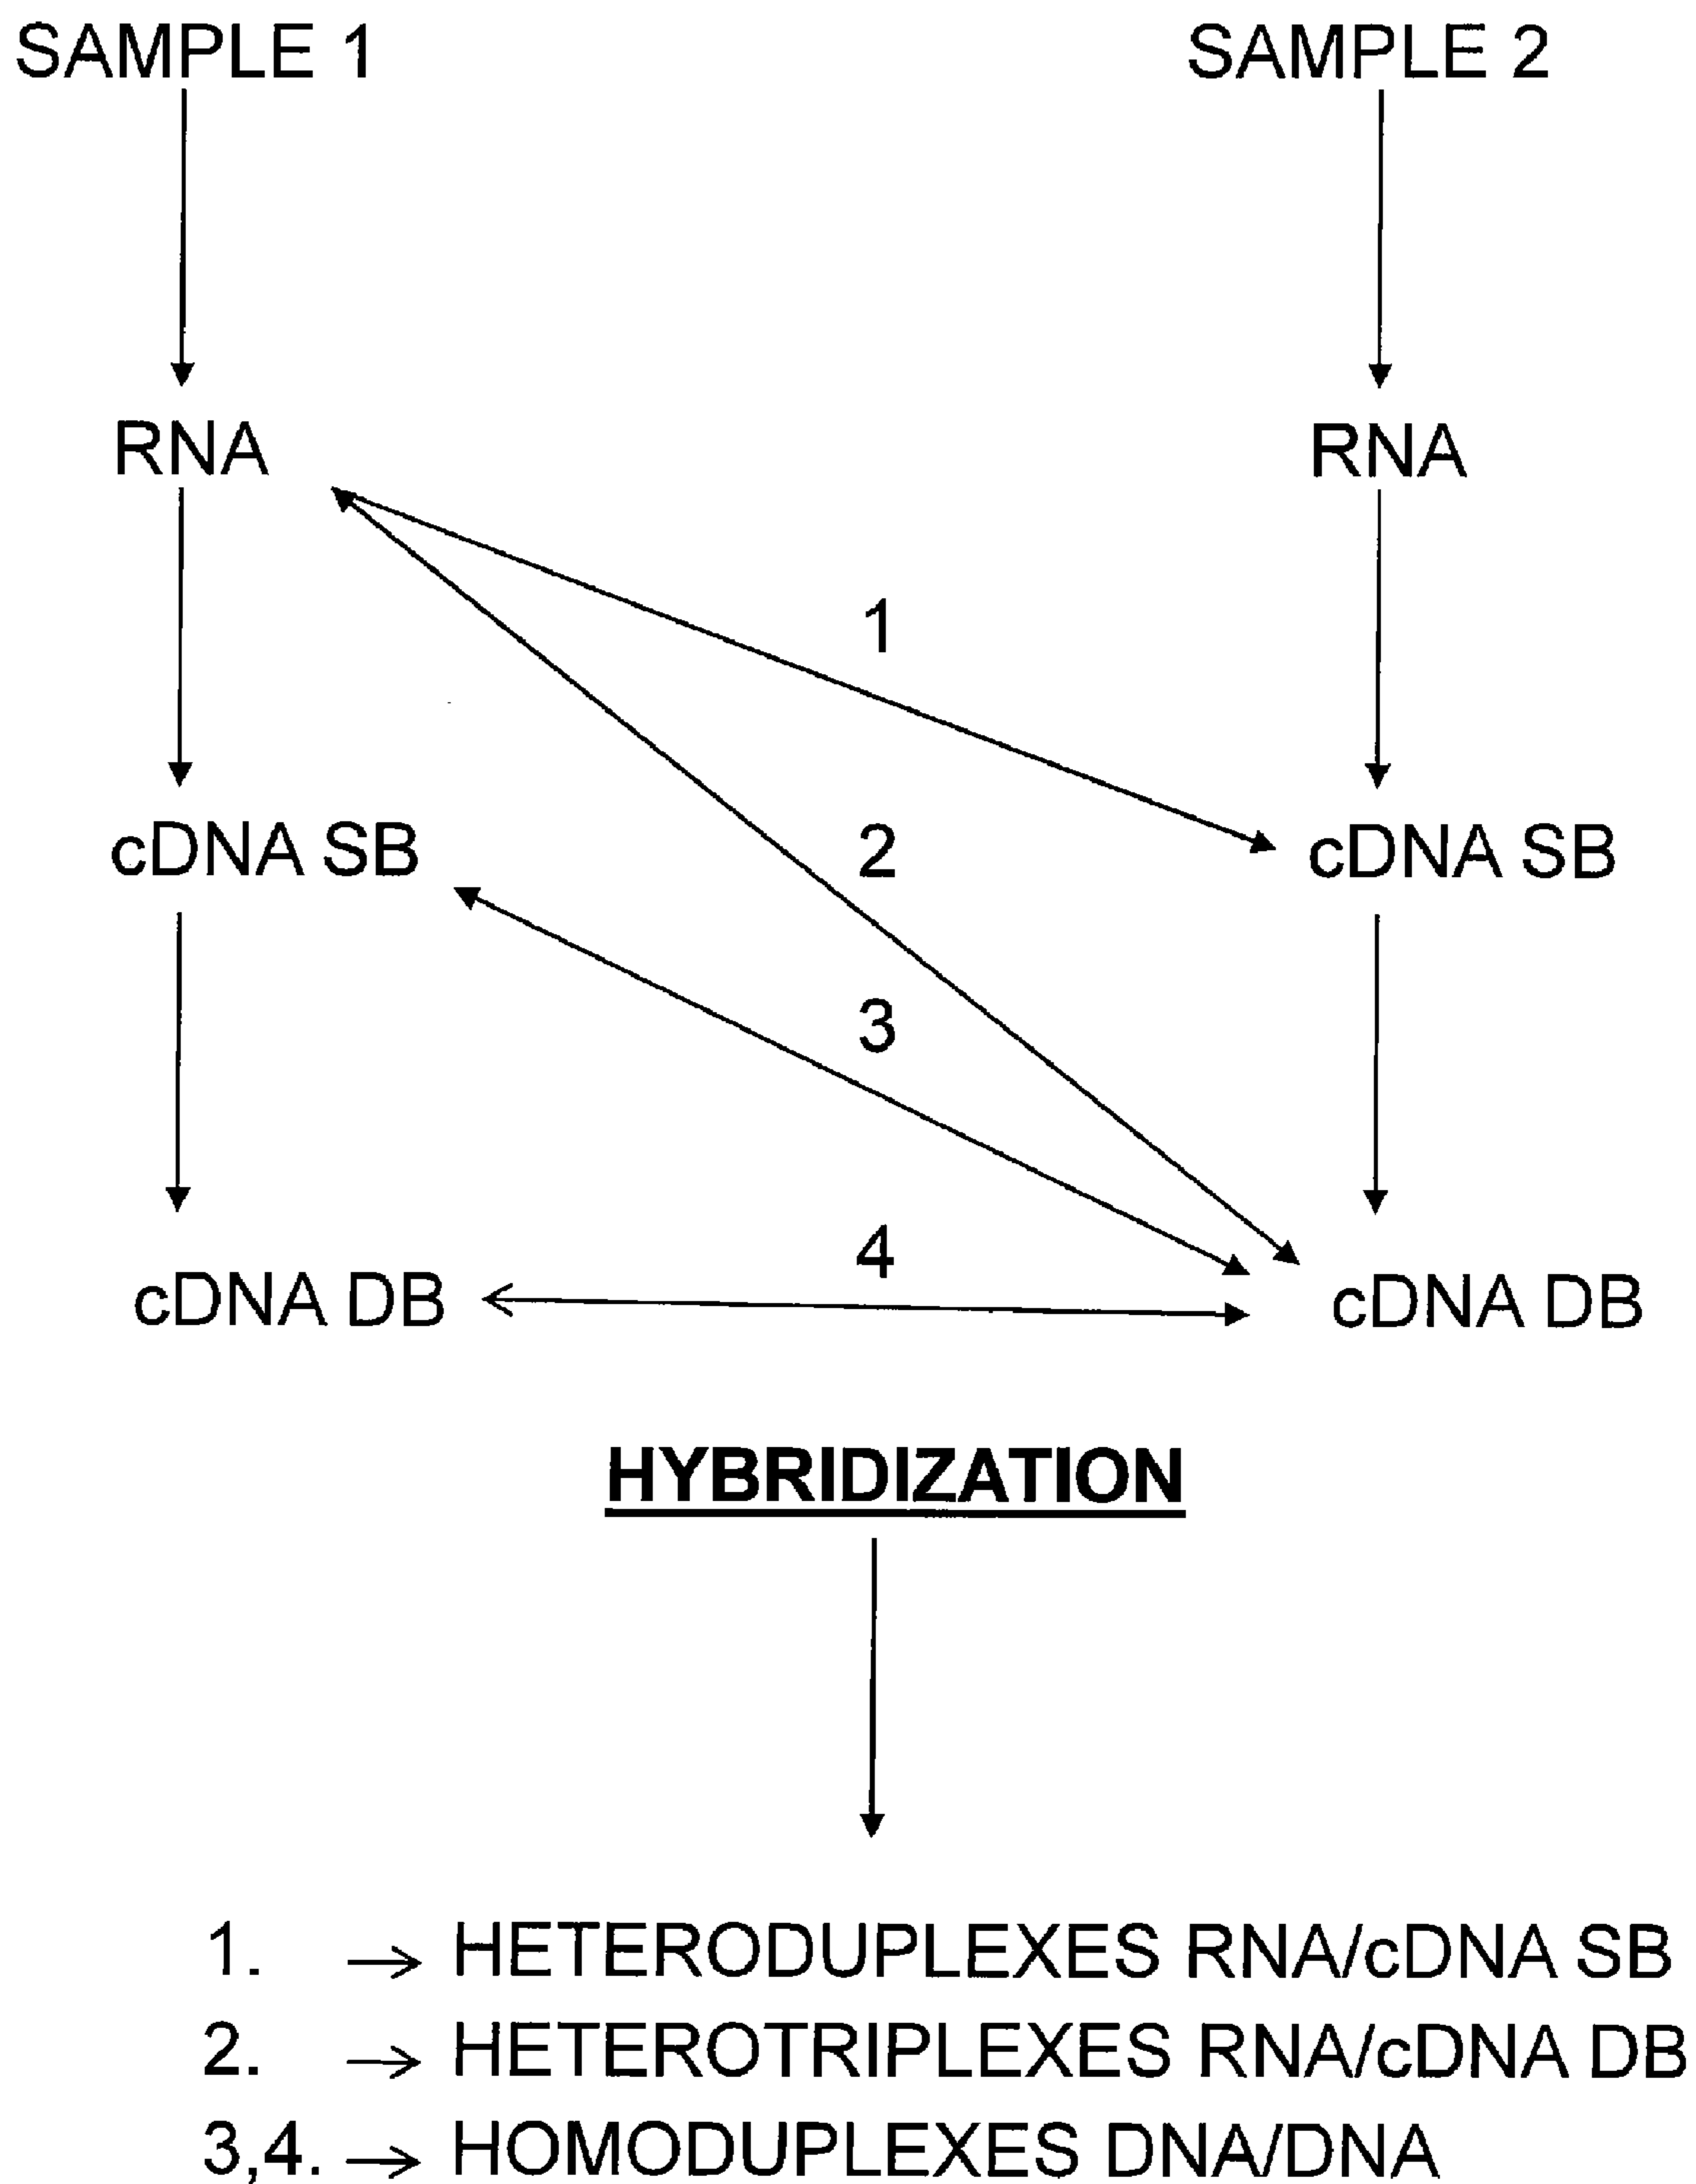 SAMPLE 1 SAMPLE 2
RNA RNA
1
cDNA SB 2 cDNA SB
3
4
cDNA DB cDNA DB
HYBRIDIZATION
1. → HETERODUPLEXES RNA/cDNA SB
2. → HETEROTRIPLEXES RNA/cDNA DB
3,4. → HOMODUPLEXES DNA/DNA